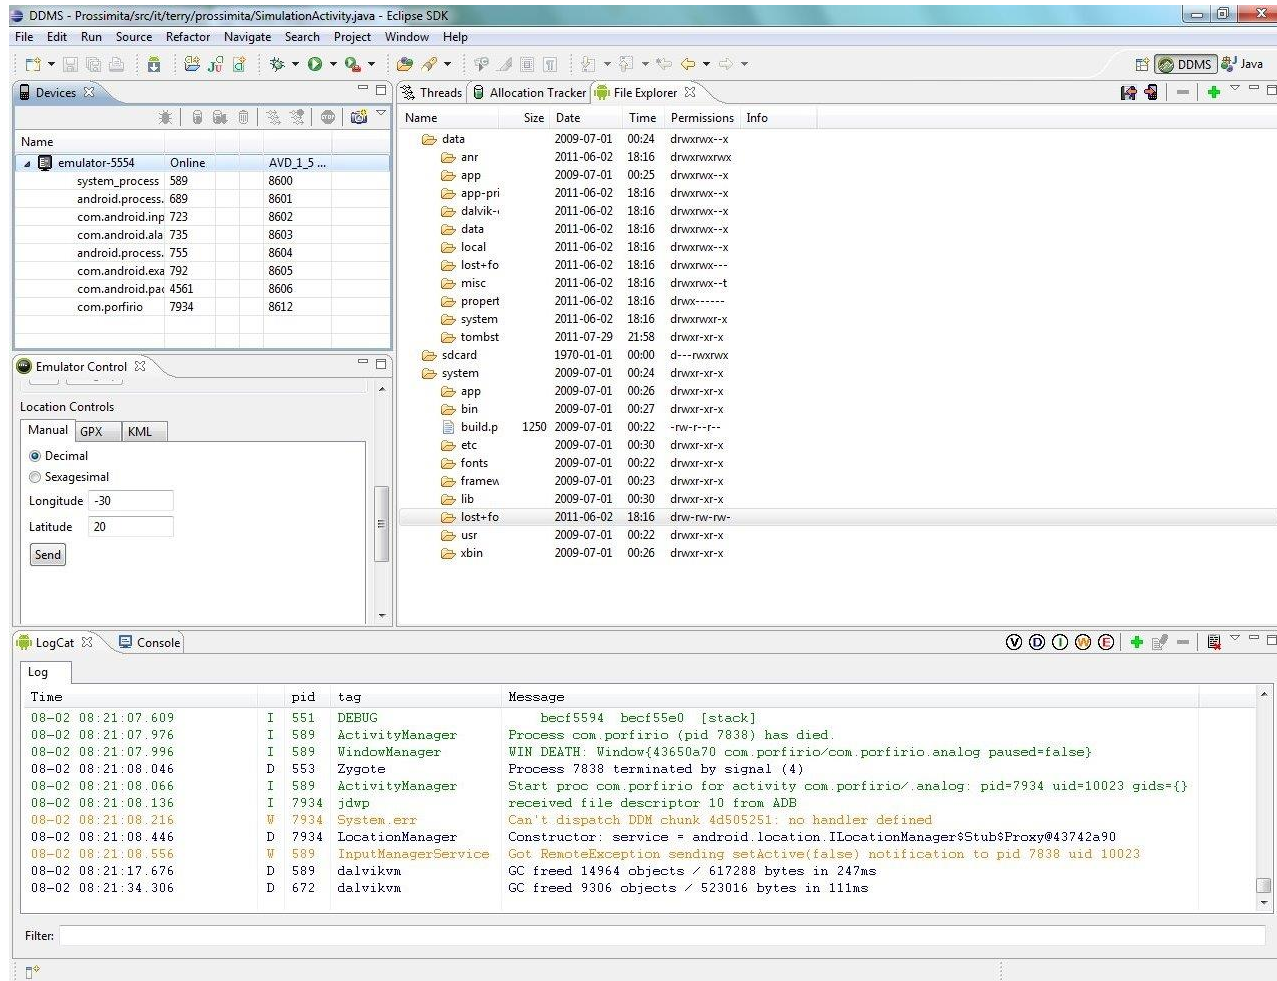 DDMS - Prossimita/src/it/terry/prossimita/SimulationActivity.java - Eclipse SDK
File Edit Run Source Refactor Navigate Search Project Window Help
DDMS Java
Devices
Name
emulator-5554 Online AVD_1_5 ...
system_process 589 8600
android.process. 689 8601
com.android.inp 723 8602
com.android.ala 735 8603
android.process. 755 8604
com.android.exa 792 8605
com.android.pac 4561 8606
com.porfirio 7934 8612
Threads Allocation Tracker File Explorer
Name Size Date Time Permissions Info
data 2009-07-01 00:24 drwxrwx--x
anr 2011-06-02 18:16 drwxrwxrwx
app 2009-07-01 00:25 drwxrwx--x
app-pri 2011-06-02 18:16 drwxrwx--x
dalvik-c 2011-06-02 18:16 drwxrwx--x
data 2011-06-02 18:16 drwxrwx--x
local 2011-06-02 18:16 drwxrwx--x
lost+fo 2011-06-02 18:16 drwxrwx---
misc 2011-06-02 18:16 drwxrwx--t
propert 2011-06-02 18:16 drwx------
system 2011-06-02 18:16 drwxrwxr-x
tombst 2011-07-29 21:58 drwxr-xr-x
sdcard 1970-01-01 00:00 d---rwxrwx
system 2009-07-01 00:24 drwxr-xr-x
app 2009-07-01 00:26 drwxr-xr-x
bin 2009-07-01 00:27 drwxr-xr-x
build.p 1250 2009-07-01 00:22 -rw-r--r--
etc 2009-07-01 00:30 drwxr-xr-x
fonts 2009-07-01 00:22 drwxr-xr-x
framew 2009-07-01 00:23 drwxr-xr-x
lib 2009-07-01 00:30 drwxr-xr-x
lost+fo 2011-06-02 18:16 drw-rw-rw-
usr 2009-07-01 00:22 drwxr-xr-x
xbin 2009-07-01 00:26 drwxr-xr-x
Emulator Control
Location Controls
Manual GPX KML
Decimal
Sexagesimal
Longitude -30
Latitude 20
Send
LogCat Console
V D I W E
Log
Time pid tag Message
08-02 08:21:07.609 I 551 DEBUG becf5594 becf55e0 [stack]
08-02 08:21:07.976 I 589 ActivityManager Process com.porfirio (pid 7838) has died.
08-02 08:21:07.996 I 589 WindowManager WIN DEATH: Window{43650a70 com.porfirio/com.porfirio.analog paused=false}
08-02 08:21:08.046 D 553 Zygote Process 7838 terminated by signal (4)
08-02 08:21:08.066 I 589 ActivityManager Start proc com.porfirio for activity com.porfirio/.analog: pid=7934 uid=10023 gids={}
08-02 08:21:08.136 I 7934 jdwp received file descriptor 10 from ADB
08-02 08:21:08.216 W 7934 System.err Can't dispatch DDM chunk 4d505251: no handler defined
08-02 08:21:08.446 D 7934 LocationManager Constructor: service = android.location.ILocationManager$Stub$Proxy@43742a90
08-02 08:21:08.556 W 589 InputManagerService Got RemoteException sending setActive(false) notification to pid 7838 uid 10023
08-02 08:21:17.676 D 589 dalvikvm GC freed 14964 objects / 617288 bytes in 247ms
08-02 08:21:34.306 D 672 dalvikvm GC freed 9306 objects / 523016 bytes in 111ms
Filter: